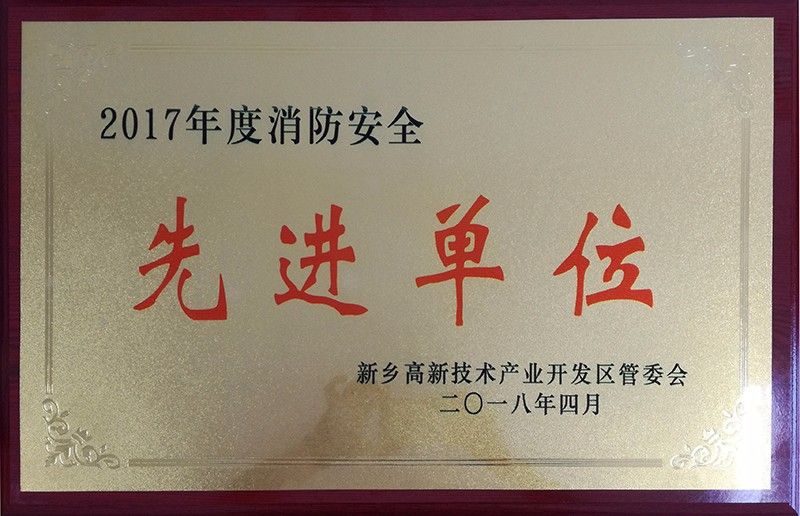 2017年度消防安全
先进单位
新乡高新技术产业开发区管委会
二〇一八年四月